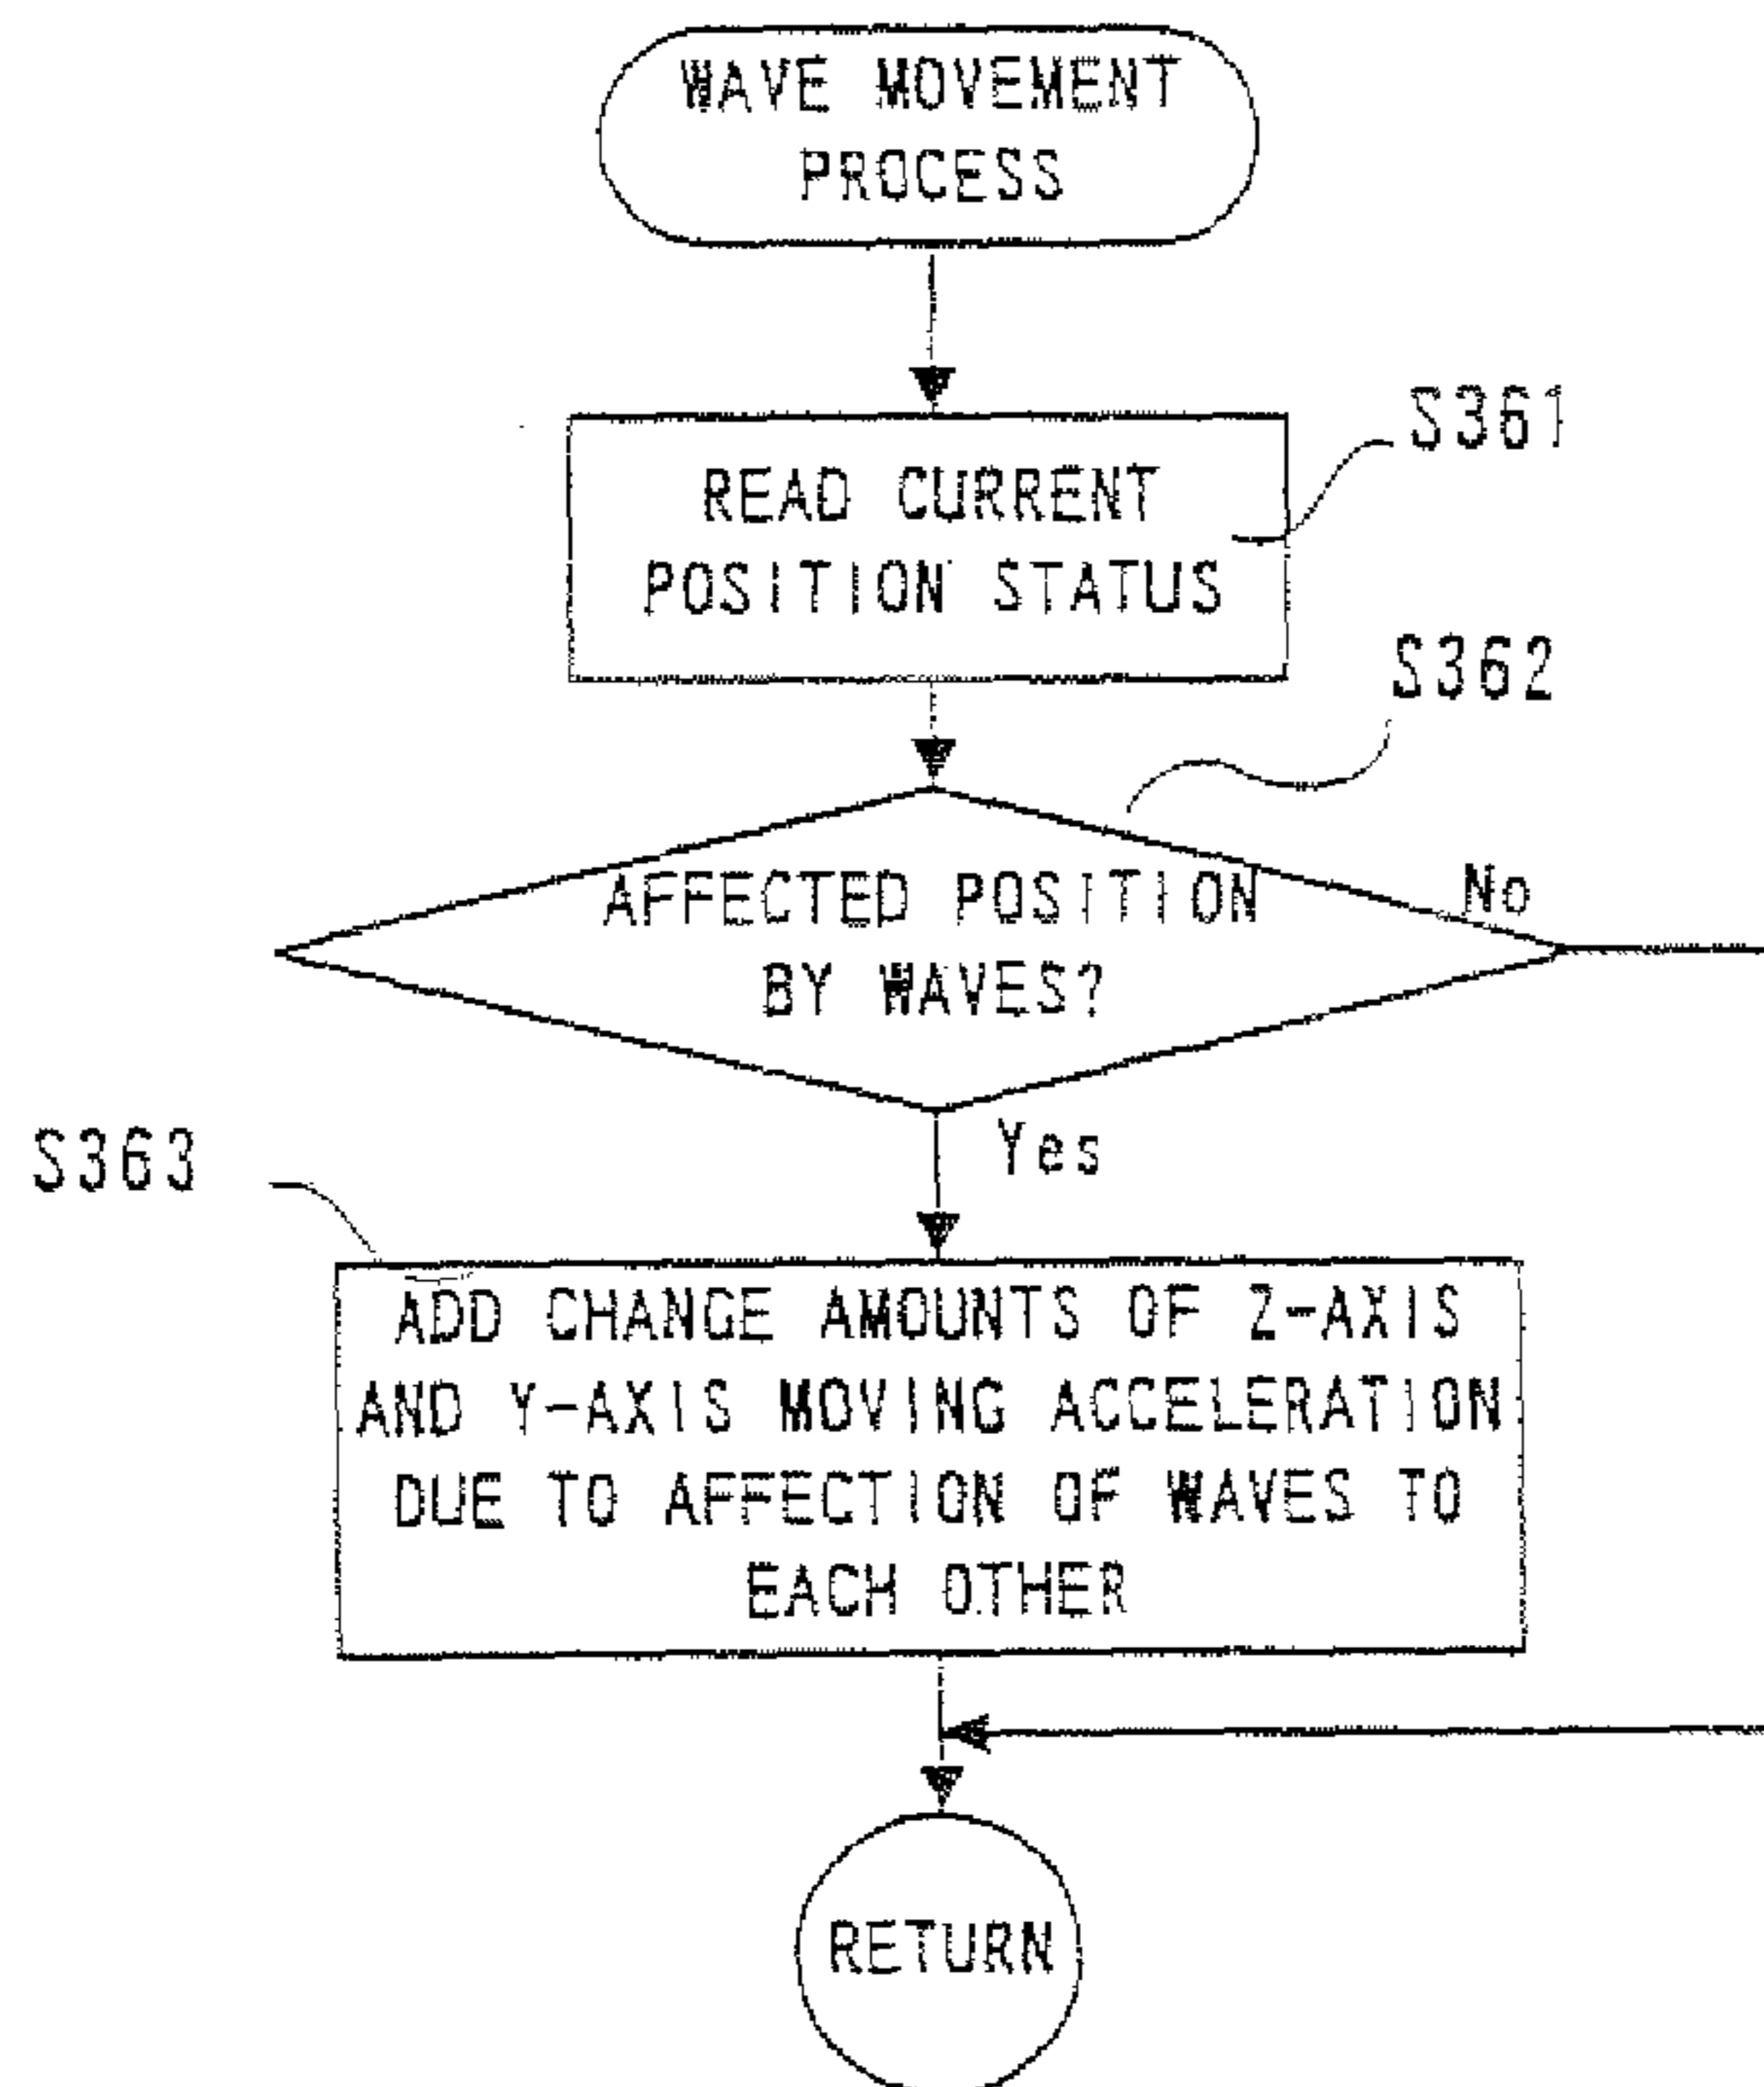 WAVE MOVEMENT
PROCESS
S361
READ CURRENT
POSITION STATUS
S362
AFFECTED POSITION
BY WAVES?
No
Yes
S363
ADD CHANGE AMOUNTS OF Z-AXIS
AND Y-AXIS MOVING ACCELERATION
DUE TO AFFECTION OF WAVES TO
EACH OTHER
RETURN